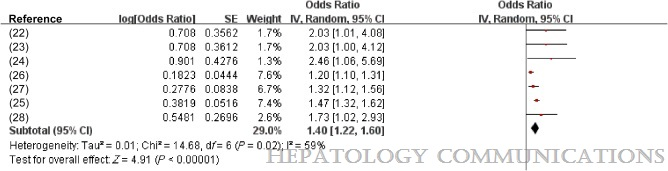 Odds Ratio Odds Ratio
Reference log[Odds Ratio] SE Weight IV, Random, 95% CI IV, Random, 95% CI
(22) 0.708 0.3562 1.7% 2.03 [1.01, 4.08]
(23) 0.708 0.3612 1.7% 2.03 [1.00, 4.12]
(24) 0.901 0.4276 1.3% 2.46 [1.06, 5.69]
(26) 0.1823 0.0444 7.6% 1.20 [1.10, 1.31]
(27) 0.2776 0.0838 6.7% 1.32 [1.12, 1.56]
(25) 0.3819 0.0516 7.4% 1.47 [1.32, 1.62]
(28) 0.5481 0.2696 2.6% 1.73 [1.02, 2.93]
Subtotal (95% CI) 29.0% 1.40 [1.22, 1.60]
Heterogeneity: Tau² = 0.01; Chi² = 14.68, df = 6 (P = 0.02); I² = 59%
Test for overall effect: Z = 4.91 (P < 0.00001)
HEPATOLOGY COMMUNICATIONS